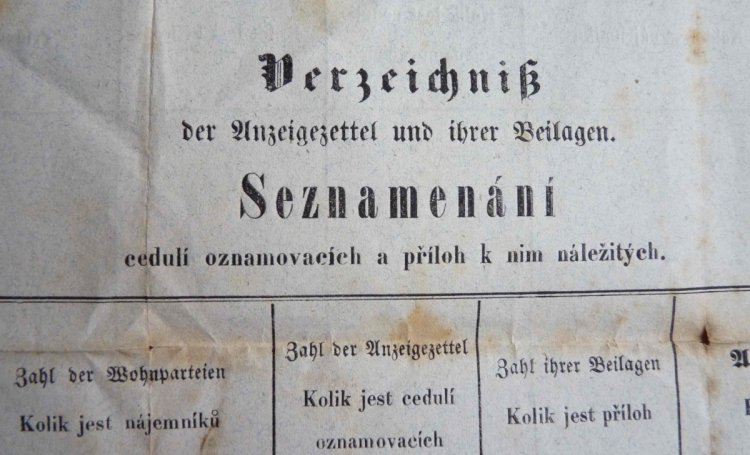 Verzeichniß
der Anzeigezettel und ihrer Beilagen.
Seznamenání
cedulí oznamovacích a příloh k nim náležitých.
Zahl der Wohnparteien
Kolik jest nájemníků
Zahl der Anzeigezettel
Kolik jest cedulí
oznamovacích
Zahl ihrer Beilagen
Kolik jest příloh